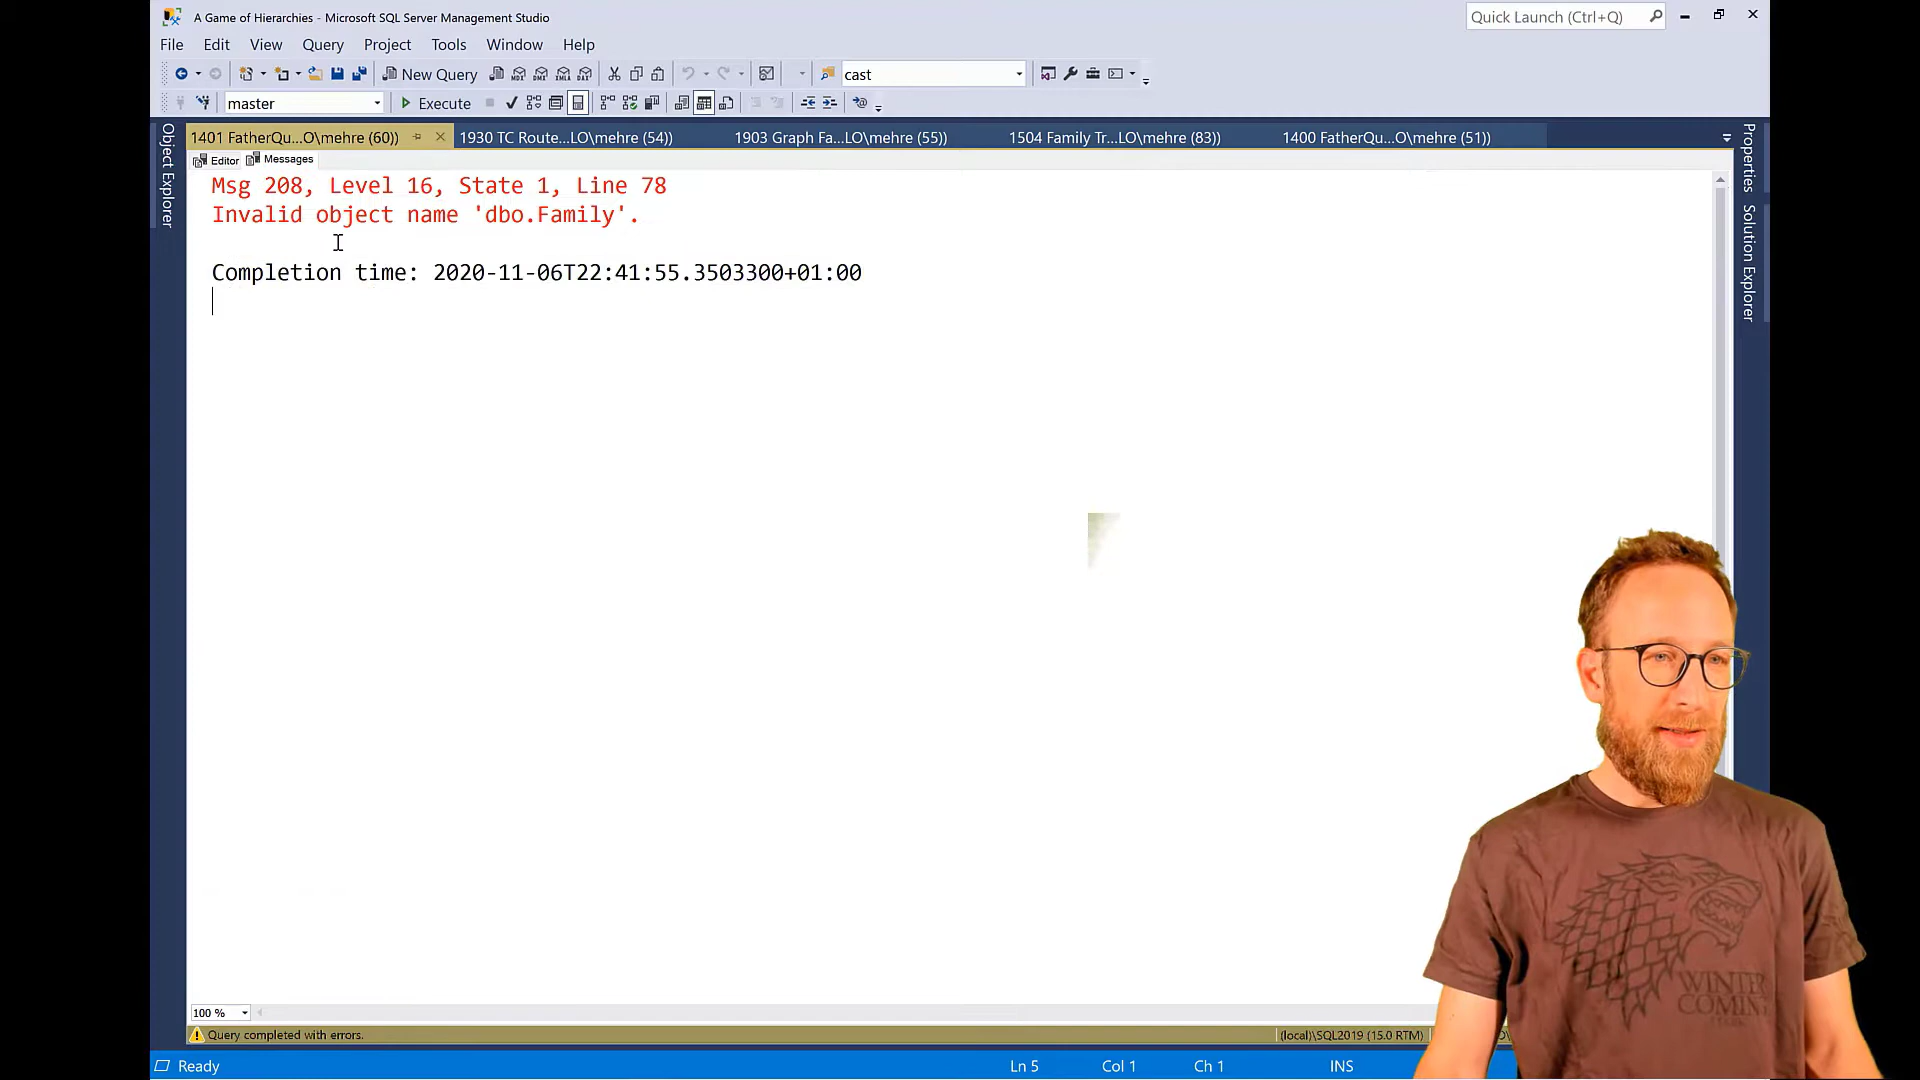 A Game of Hierarchies - Microsoft SQL Server Management Studio
Quick Launch (Ctrl+Q)
File Edit View Query Project Tools Window Help
New Query
cast
master
Execute
1401 FatherQu...O\mehre (60))
1930 TC Route...LO\mehre (54))
1903 Graph Fa...LO\mehre (55))
1504 Family Tr...LO\mehre (83))
1400 FatherQu...O\mehre (51))
Object Explorer
Properties
Solution Explorer
Editor
Messages
Msg 208, Level 16, State 1, Line 78
Invalid object name 'dbo.Family'.
Completion time: 2020-11-06T22:41:55.3503300+01:00
WINTER
COMIN
100 %
Query completed with errors.
(local)\SQL2019 (15.0 RTM)
Ready
Ln 5
Col 1
Ch 1
INS